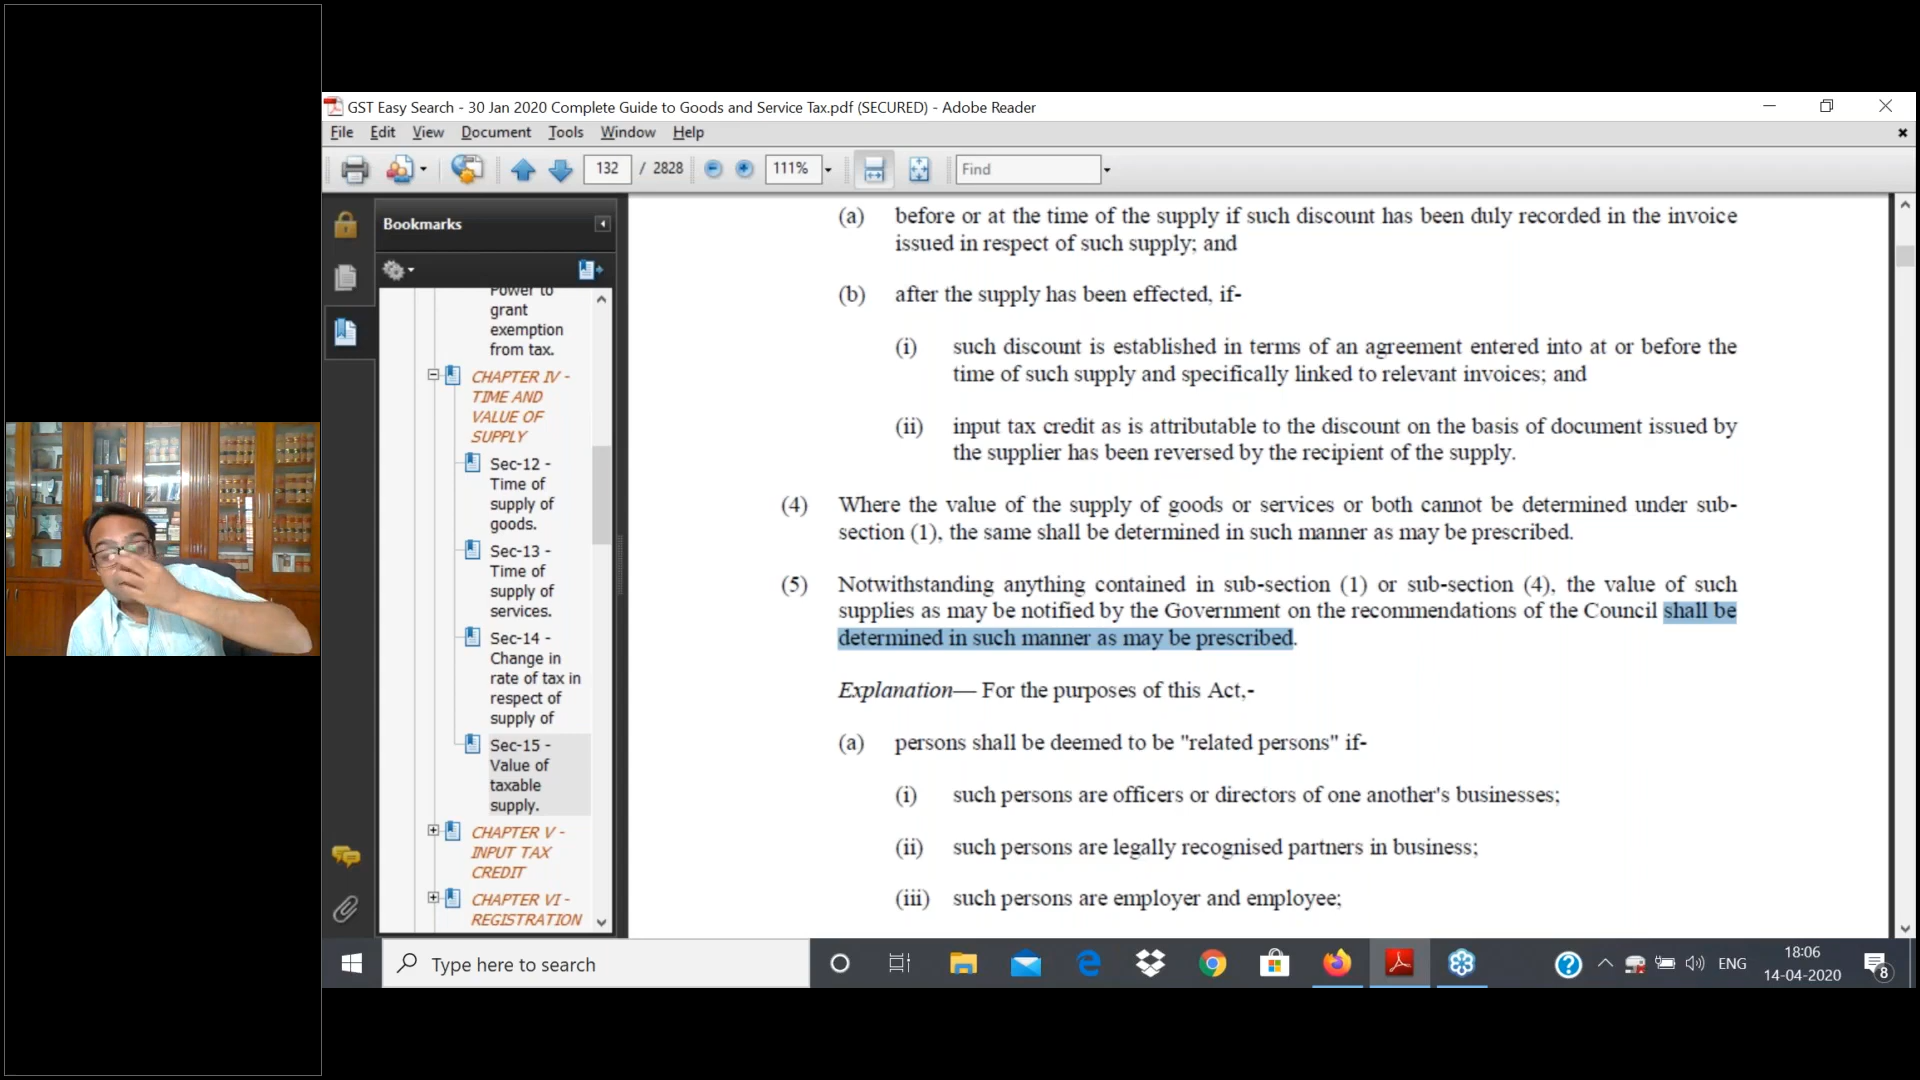 GST Easy Search - 30 Jan 2020 Complete Guide to Goods and Service Tax.pdf (SECURED) - Adobe Reader
File Edit View Document Tools Window Help
132 / 2828 111% Find
Bookmarks
Power to
grant
exemption
from tax.
CHAPTER IV -
TIME AND
VALUE OF
SUPPLY
Sec-12 -
Time of
supply of
goods.
Sec-13 -
Time of
supply of
services.
Sec-14 -
Change in
rate of tax in
respect of
supply of
Sec-15 -
Value of
taxable
supply.
CHAPTER V -
INPUT TAX
CREDIT
CHAPTER VI -
REGISTRATION
(a) before or at the time of the supply if such discount has been duly recorded in the invoice
issued in respect of such supply; and
(b) after the supply has been effected, if-
(i) such discount is established in terms of an agreement entered into at or before the
time of such supply and specifically linked to relevant invoices; and
(ii) input tax credit as is attributable to the discount on the basis of document issued by
the supplier has been reversed by the recipient of the supply.
(4) Where the value of the supply of goods or services or both cannot be determined under sub-
section (1), the same shall be determined in such manner as may be prescribed.
(5) Notwithstanding anything contained in sub-section (1) or sub-section (4), the value of such
supplies as may be notified by the Government on the recommendations of the Council shall be
determined in such manner as may be prescribed.
Explanation— For the purposes of this Act,-
(a) persons shall be deemed to be "related persons" if-
(i) such persons are officers or directors of one another's businesses;
(ii) such persons are legally recognised partners in business;
(iii) such persons are employer and employee;
Type here to search
ENG
18:06
14-04-2020
8